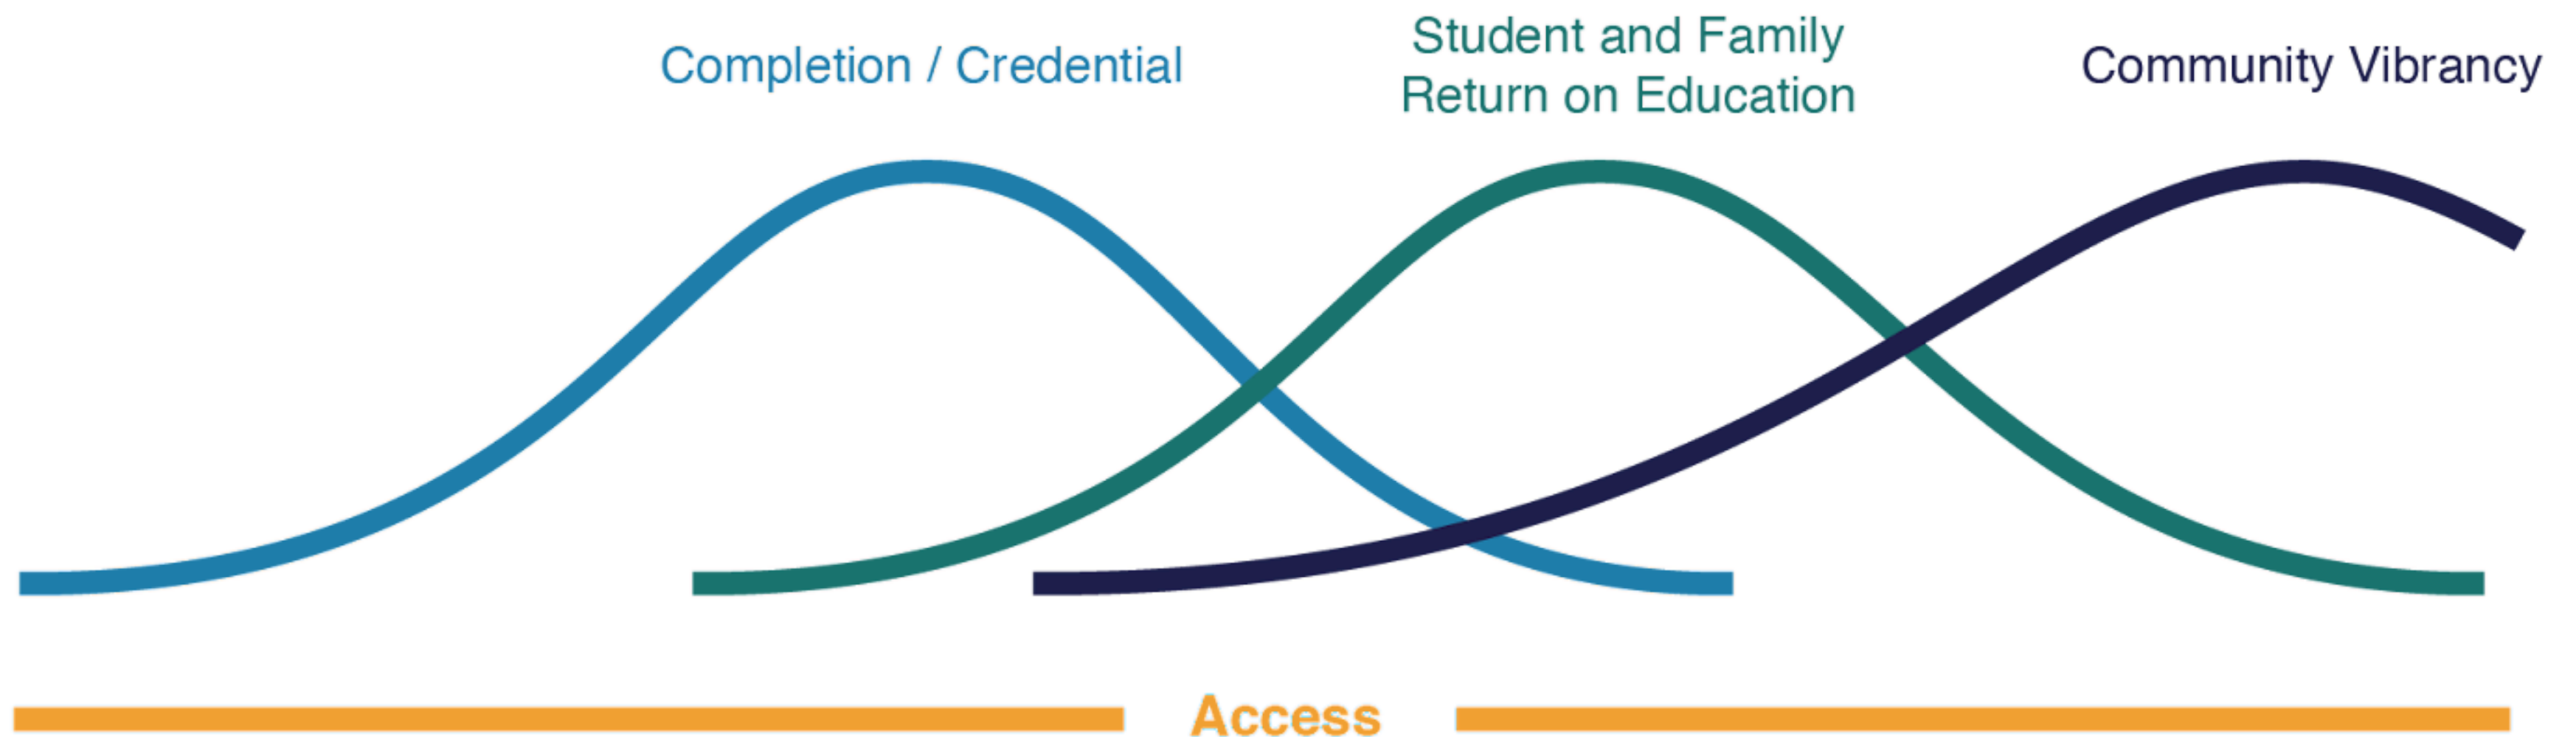 Completion / Credential
Student and Family
Return on Education
Community Vibrancy
Access